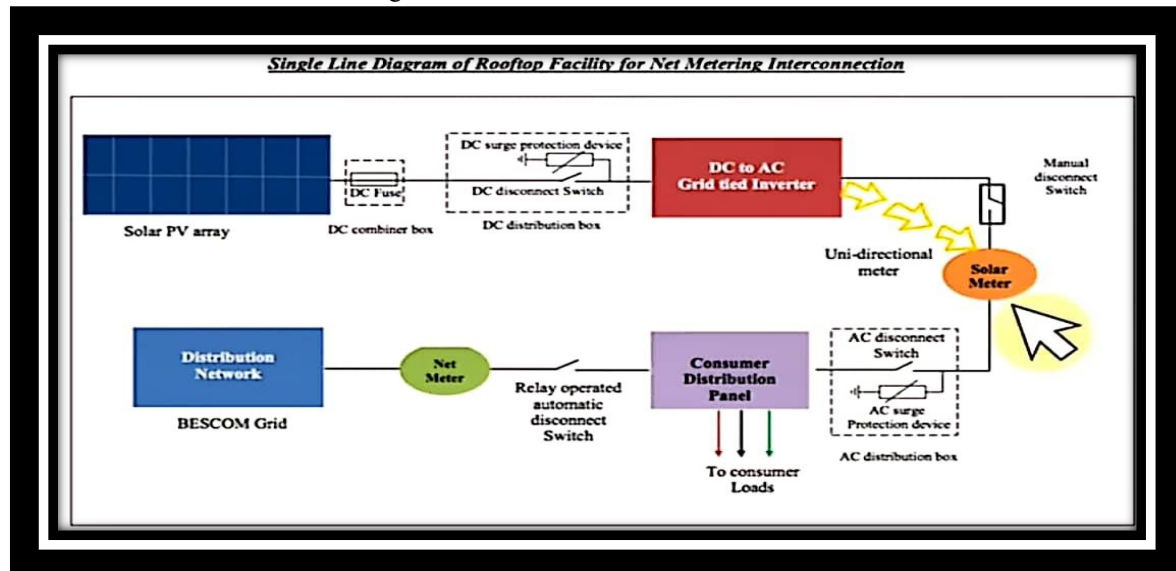 Single Line Diagram of Rooftop Facility for Net Metering Interconnection
DC surge protection device
DC Fuse
DC disconnect Switch
DC to AC
Grid tied Inverter
Manual
disconnect
Switch
Solar PV array
DC combiner box
DC distribution box
Uni-directional
meter
Solar
Meter
Distribution
Network
Net
Meter
Consumer
Distribution
Panel
AC disconnect
Switch
BESCOM Grid
Relay operated
automatic
disconnect
Switch
AC surge
Protection device
AC distribution box
To consumer
Loads